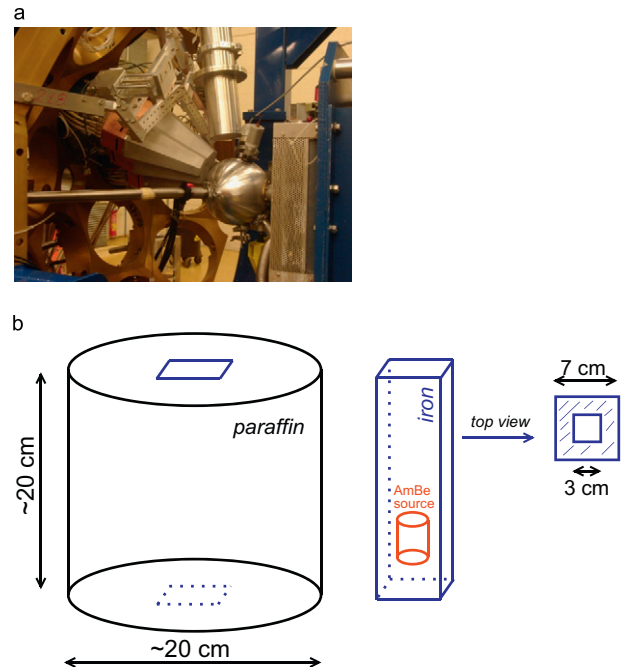 a
b
paraffin
~20 cm
~20 cm
iron
AmBe
source
top view
7 cm
3 cm